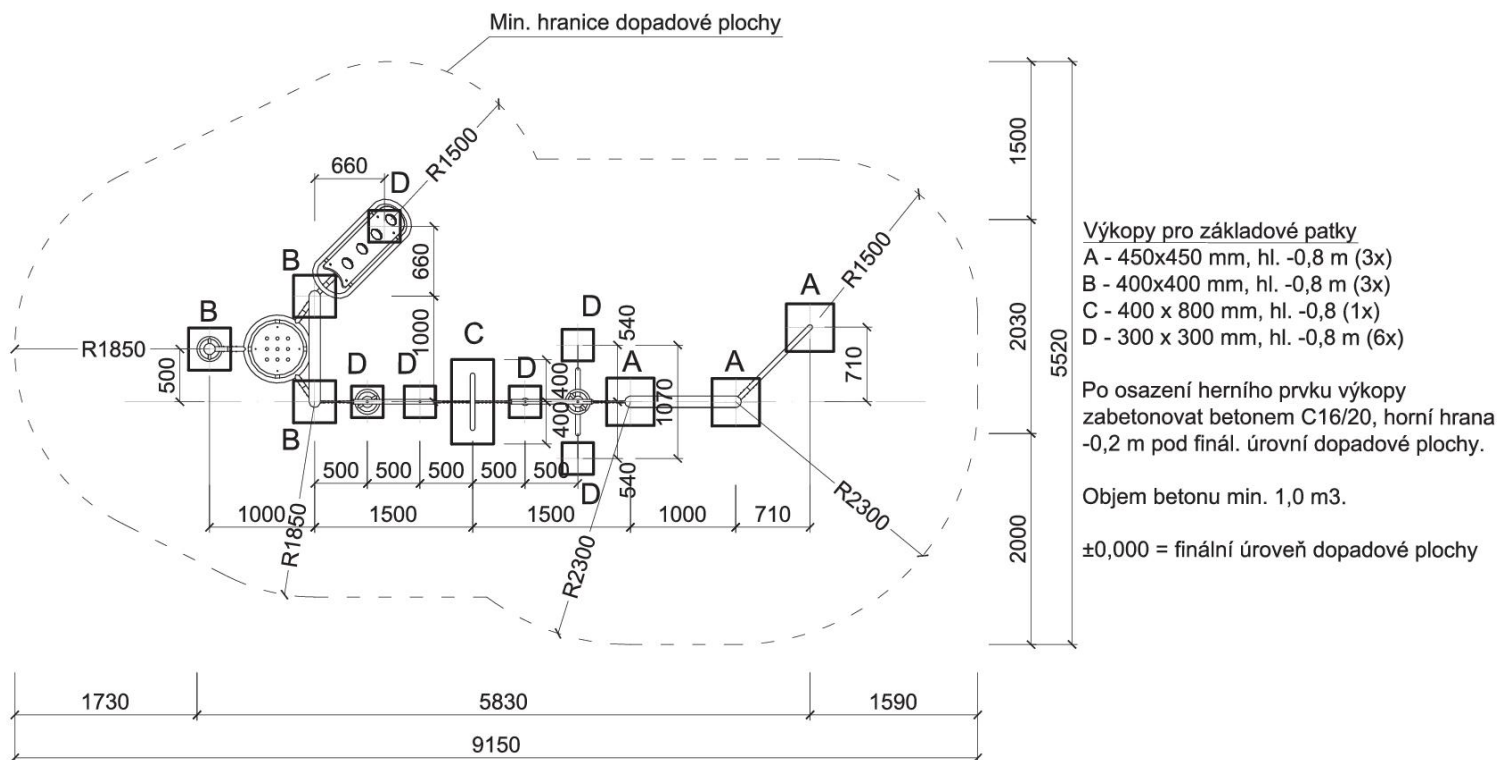 Min. hranice dopadové plochy
R1500
1500
660
D
R1500
Výkopy pro základové patky
A - 450x450 mm, hl. -0,8 m (3x)
B - 400x400 mm, hl. -0,8 m (3x)
C - 400 x 800 mm, hl. -0,8 (1x)
D - 300 x 300 mm, hl. -0,8 m (6x)
Po osazení herního prvku výkopy
zabetonovat betonem C16/20, horní hrana
-0,2 m pod finál. úrovní dopadové plochy.
Objem betonu min. 1,0 m3.
±0,000 = finální úroveň dopadové plochy
B
660
A
B
D
540
2030
5520
R1850
1000
C
710
500
D
D
400
A
A
1070
400
B
500
500
500
500
500
540
D
R2300
1000
R1850
1500
1500
R2300
1000
710
2000
1730
5830
1590
9150